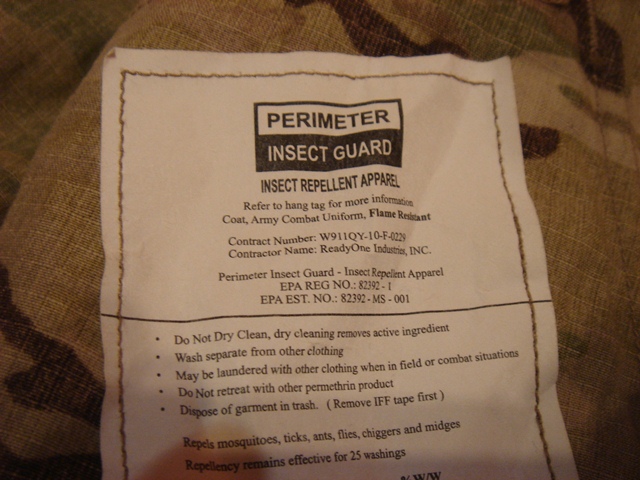 PERIMETER
INSECT GUARD
INSECT REPELLENT APPAREL
Refer to hang tag for more information
Coat, Army Combat Uniform, Flame Resistant
Contract Number: W911QY-10-F-0229
Contractor Name: ReadyOne Industries, INC.
Perimeter Insect Guard - Insect Repellent Apparel
EPA REG NO.: 82392 - 1
EPA EST. NO.: 82392 - MS - 001
• Do Not Dry Clean, dry cleaning removes active ingredient
• Wash separate from other clothing
• May be laundered with other clothing when in field or combat situations
• Do Not retreat with other permethrin product
• Dispose of garment in trash. ( Remove IFF tape first )
Repels mosquitoes, ticks, ants, flies, chiggers and midges
Repellency remains effective for 25 washings
% W/W